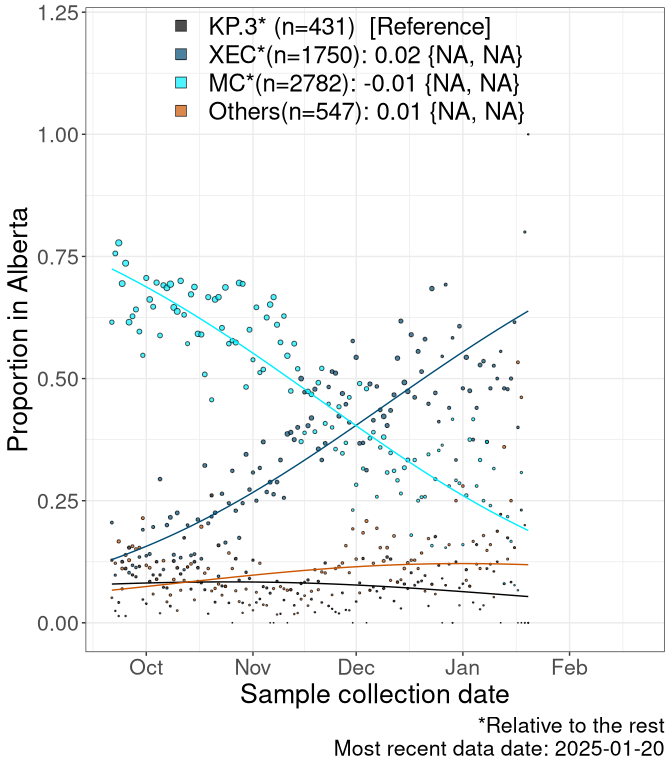 KP.3* (n=431)  [Reference]
XEC*(n=1750): 0.02 {NA, NA}
MC*(n=2782): -0.01 {NA, NA}
Others(n=547): 0.01 {NA, NA}
1.25
1.00
0.75
0.50
0.25
0.00
Proportion in Alberta
Oct Nov Dec Jan Feb
Sample collection date
*Relative to the rest
Most recent data date: 2025-01-20